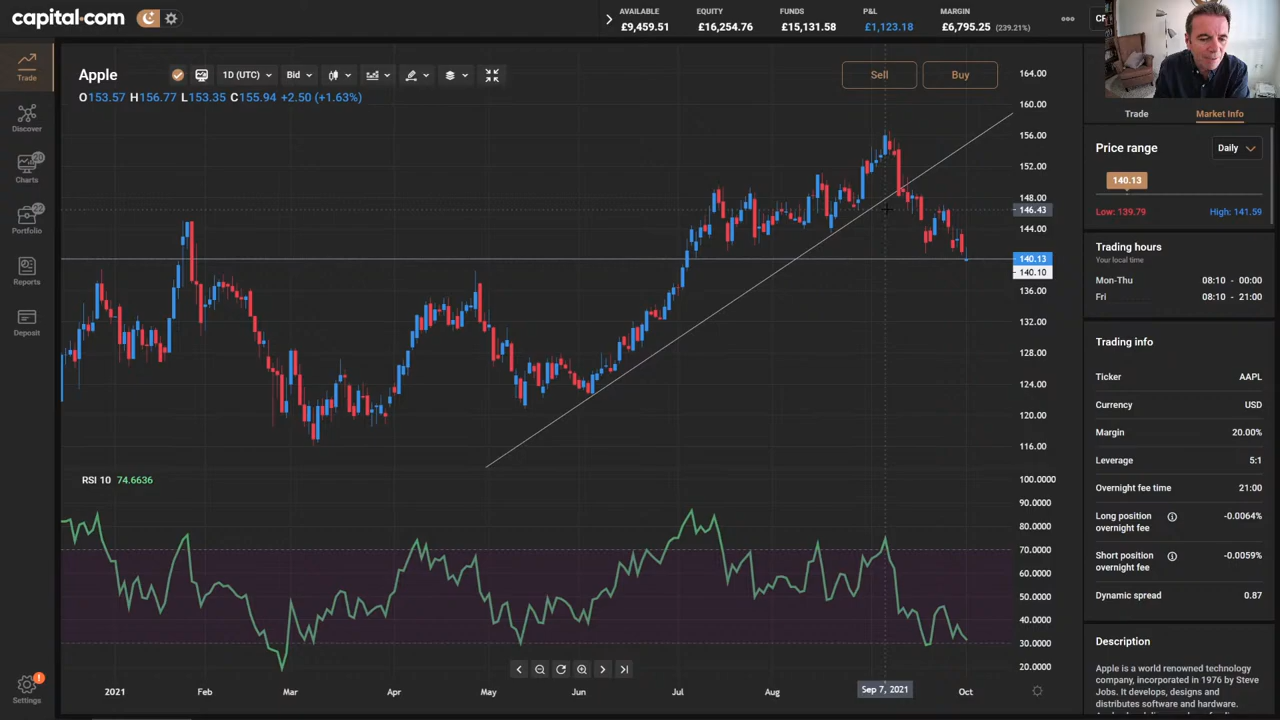 capital·com
AVAILABLE
£9,459.51
EQUITY
£16,254.76
FUNDS
£15,131.58
P&L
£1,123.18
MARGIN
£6,795.25 (239.21%)
Trade
Discover
Charts
20
Portfolio
22
Reports
Deposit
Settings
!
Apple
1D (UTC)
Bid
Sell
Buy
O153.57 H156.77 L153.35 C155.94 +2.50 (+1.63%)
164.00
160.00
156.00
152.00
148.00
146.43
144.00
140.13
140.10
136.00
132.00
128.00
124.00
120.00
116.00
RSI 10 74.6636
100.0000
90.0000
80.0000
70.0000
60.0000
50.0000
40.0000
30.0000
20.0000
2021
Feb
Mar
Apr
May
Jun
Jul
Aug
Sep 7, 2021
Oct
Trade
Market Info
Price range
Daily
140.13
Low: 139.79
High: 141.59
Trading hours
Your local time
Mon-Thu
08:10 - 00:00
Fri
08:10 - 21:00
Trading info
Ticker
AAPL
Currency
USD
Margin
20.00%
Leverage
5:1
Overnight fee time
21:00
Long position
overnight fee
-0.0064%
Short position
overnight fee
-0.0059%
Dynamic spread
0.87
Description
Apple is a world renowned technology
company, incorporated in 1976 by Steve
Jobs. It develops, designs and
distributes software and hardware.